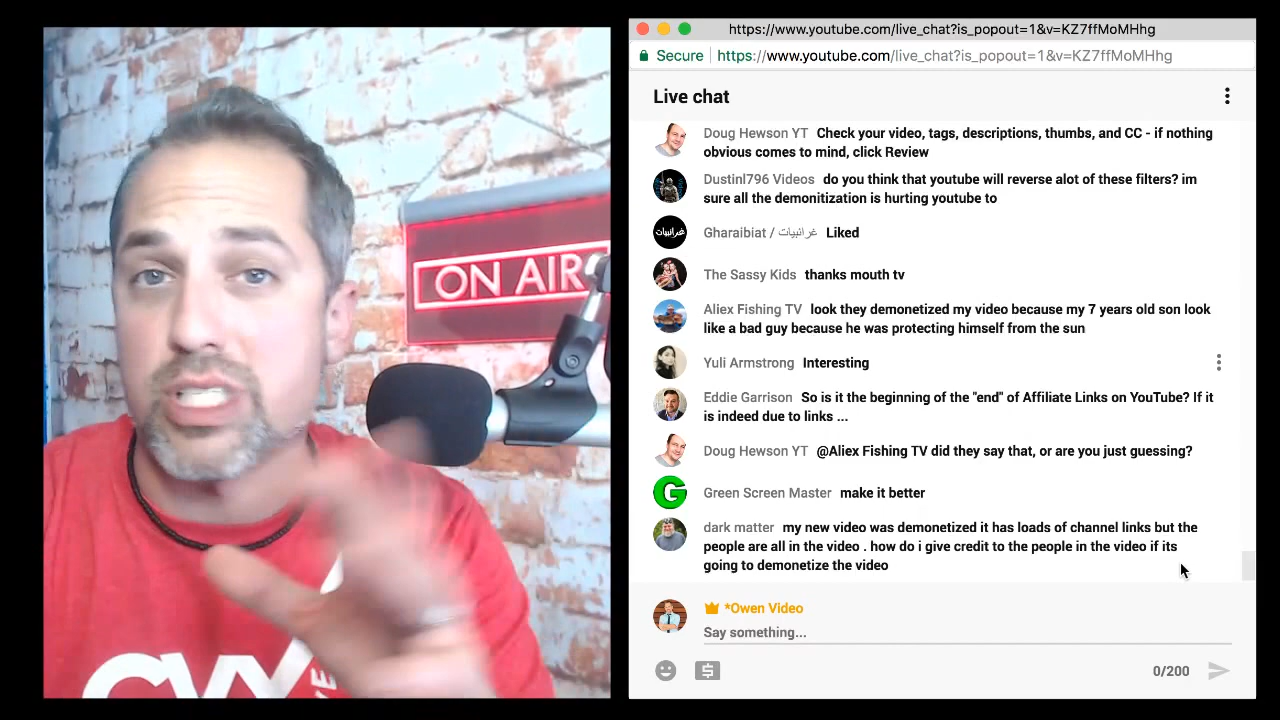 https://www.youtube.com/live_chat?is_popout=1&v=KZ7ffMoMHhg
Secure https://www.youtube.com/live_chat?is_popout=1&v=KZ7ffMoMHhg
Live chat
Doug Hewson YT Check your video, tags, descriptions, thumbs, and CC - if nothing
obvious comes to mind, click Review
Dustinl796 Videos do you think that youtube will reverse alot of these filters? im
sure all the demonitization is hurting youtube to
غرائبيات
Gharaibiat / غرائبيات Liked
The Sassy Kids thanks mouth tv
Aliex Fishing TV look they demonetized my video because my 7 years old son look
like a bad guy because he was protecting himself from the sun
Yuli Armstrong Interesting
Eddie Garrison So is it the beginning of the "end" of Affiliate Links on YouTube? If it
is indeed due to links ...
Doug Hewson YT @Aliex Fishing TV did they say that, or are you just guessing?
G
Green Screen Master make it better
dark matter my new video was demonetized it has loads of channel links but the
people are all in the video . how do i give credit to the people in the video if its
going to demonetize the video
*Owen Video
Say something...
0/200
ON AIR